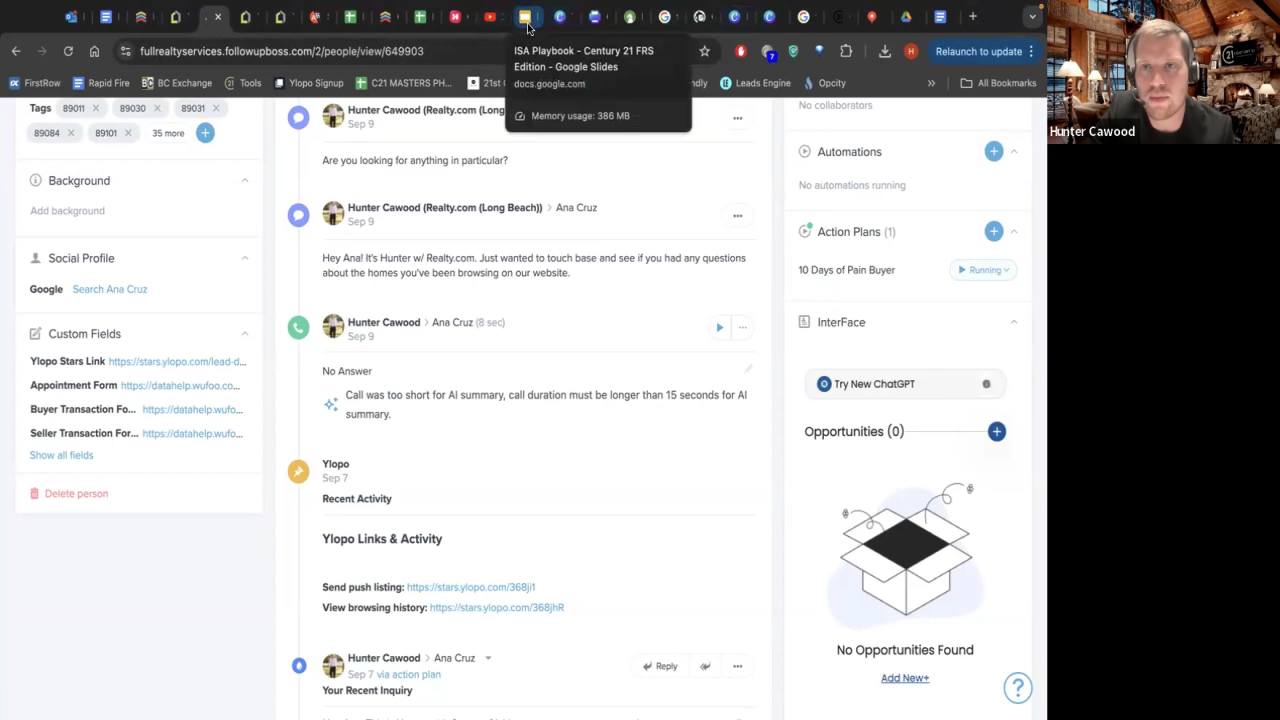 fullrealtyservices.followupboss.com/2/people/view/649903
ISA Playbook - Century 21 FRS
Edition - Google Slides
docs.google.com
Memory usage: 386 MB
7
H
Relaunch to update
FirstRow
Rapid Fire
BC Exchange
Tools
Ylopo Signup
C21 MASTERS PH...
21st
ndly
Leads Engine
Opcity
»
All Bookmarks
Hunter Cawood
21
Tags
89011 ×
89030 ×
89031 ×
89084 ×
89101 ×
35 more
Background
Add background
Social Profile
Google
Search Ana Cruz
Custom Fields
Ylopo Stars Link
https://stars.ylopo.com/lead-d...
Appointment Form
https://datahelp.wufoo.co...
Buyer Transaction Fo...
https://datahelp.wufo...
Seller Transaction For...
https://datahelp.wufo...
Show all fields
Delete person
Hunter Cawood (Realty.com (Long
Sep 9
Are you looking for anything in particular?
Hunter Cawood (Realty.com (Long Beach)) > Ana Cruz
Sep 9
Hey Ana! It's Hunter w/ Realty.com. Just wanted to touch base and see if you had any questions
about the homes you've been browsing on our website.
Hunter Cawood > Ana Cruz (8 sec)
Sep 9
No Answer
Call was too short for AI summary, call duration must be longer than 15 seconds for AI
summary.
Ylopo
Sep 7
Recent Activity
Ylopo Links & Activity
Send push listing: https://stars.ylopo.com/368ji1
View browsing history: https://stars.ylopo.com/368jhR
Hunter Cawood > Ana Cruz
Sep 7 via action plan
Reply
Your Recent Inquiry
No collaborators
Automations
No automations running
Action Plans (1)
10 Days of Pain Buyer
Running
InterFace
Try New ChatGPT
Opportunities (0)
No Opportunities Found
Add New+
?